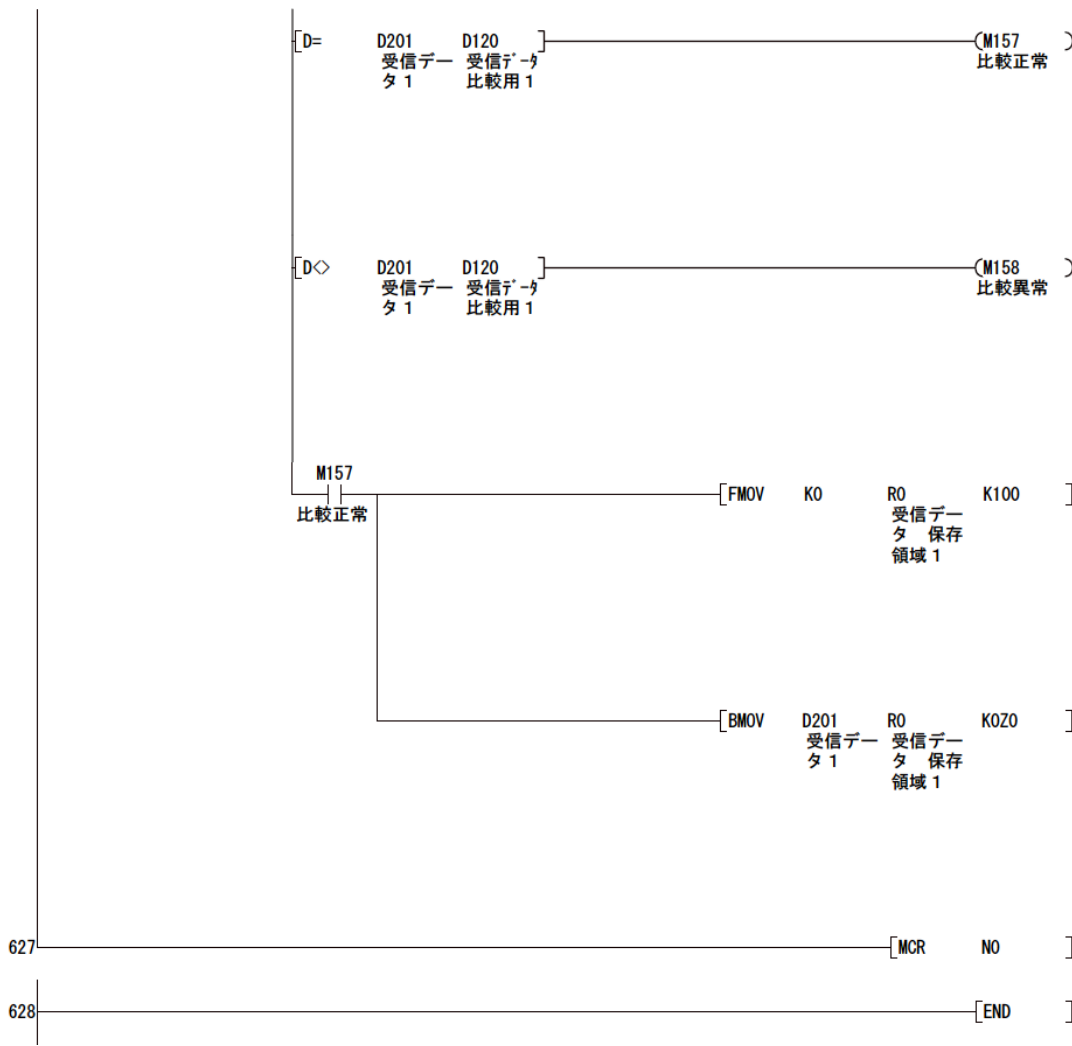 [D= D201 D120 ] (M157 )
受信デー 受信ﾃﾞｰﾀ 比較正常
タ 1 比較用 1
[D<> D201 D120 ] (M158 )
受信デー 受信ﾃﾞｰﾀ 比較異常
タ 1 比較用 1
M157
[FMOV K0 R0 K100 ]
比較正常 受信デー
タ 保存
領域 1
[BMOV D201 R0 K0Z0 ]
受信デー 受信デー
タ 1 タ 保存
領域 1
627 [MCR N0 ]
628 [END ]